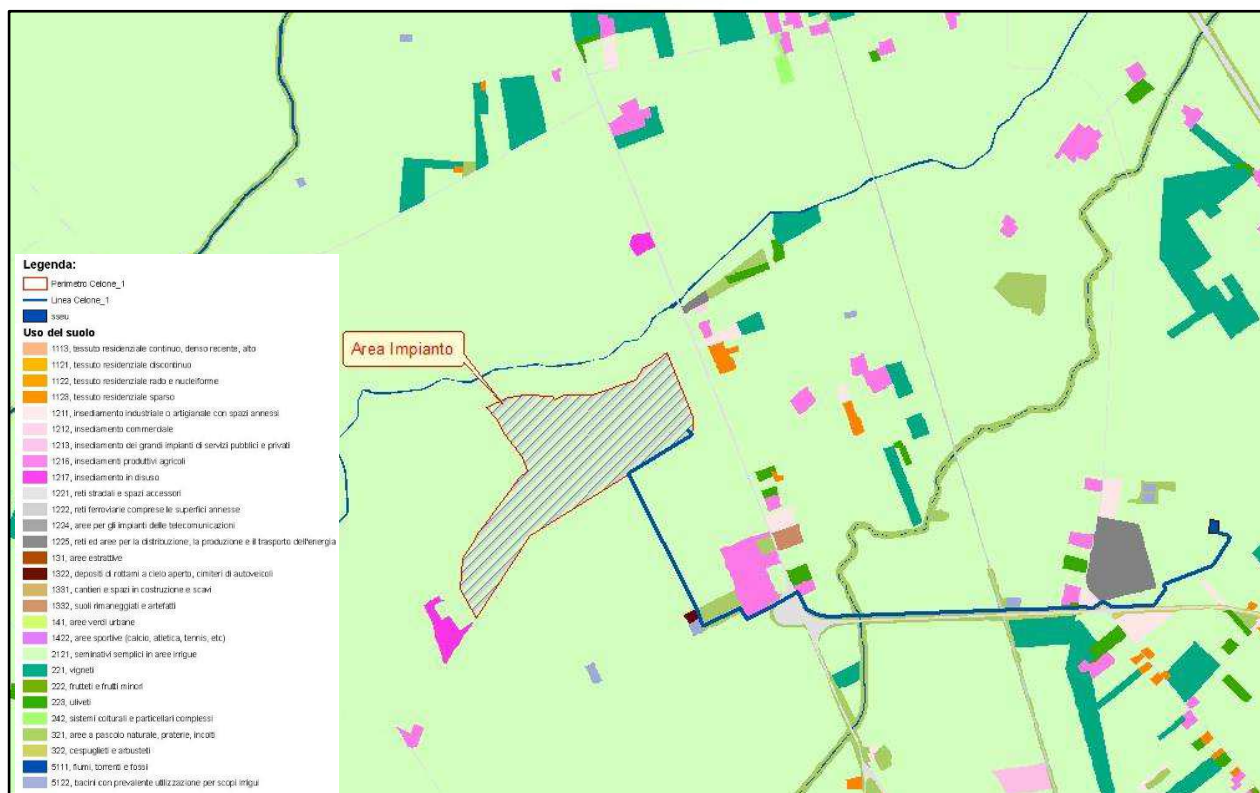 Area Impianto
Legenda:
Perimetro Celone_1
Linea Celone_1
sseu
Uso del suolo
1113, tessuto residenziale continuo, denso recente, alto
1121, tessuto residenziale discontinuo
1122, tessuto residenziale rado e nucleiforme
1123, tessuto residenziale sparso
1211, insediamento industriale o artigianale con spazi annessi
1212, insediamento commerciale
1213, insediamento dei grandi impianti di servizi pubblici e privati
1216, insediamenti produttivi agricoli
1217, insediamento in disuso
1221, reti stradali e spazi accessori
1222, reti ferroviarie comprese le superfici annesse
1224, aree per gli impianti delle telecomunicazioni
1225, reti ed aree per la distribuzione, la produzione e il trasporto dell'energia
131, aree estrattive
1322, depositi di rottami a cielo aperto, cimiteri di autoveicoli
1331, cantieri e spazi in costruzione e scavi
1332, suoli rimaneggiati e artefatti
141, aree verdi urbane
1422, aree sportive (calcio, atletica, tennis, etc)
2121, seminativi semplici in aree irrigue
221, vigneti
222, frutteti e frutti minori
223, uliveti
242, sistemi colturali e particellari complessi
321, aree a pascolo naturale, praterie, incolti
322, cespuglieti e arbusteti
5111, fiumi, torrenti e fossi
5122, bacini con prevalente utilizzazione per scopi irrigui